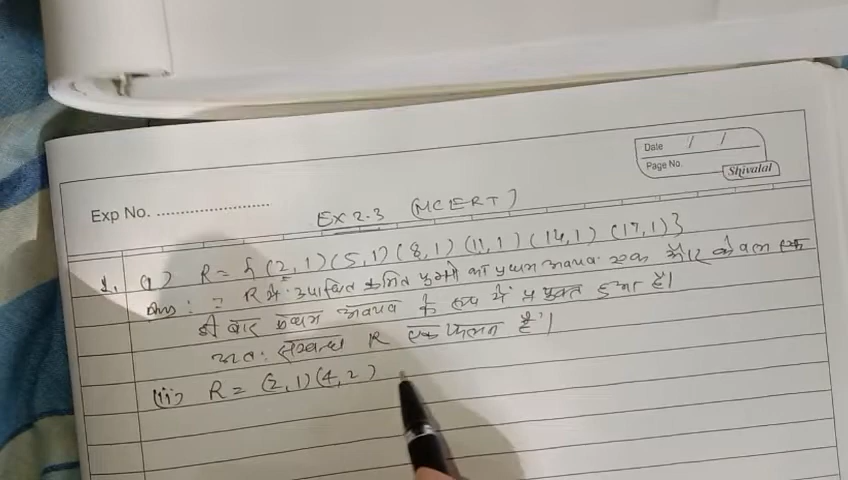 Date / /
Page No.
Shivalal
Exp No. ..........................
EX 2.3 (NCERT)
1. (i) R = { (2,1) (5,1) (8,1) (11,1) (14,1) (17,1) }
Ans: ∵ R में उपस्थित क्रमित युग्मों का प्रथम अवयव एक और केवल एक
ही बार प्रथम अवयव के रूप में प्रयुक्त हुआ है।
अतः सम्बन्ध R एक फलन है।
(ii) R = (2,1) (4,2)